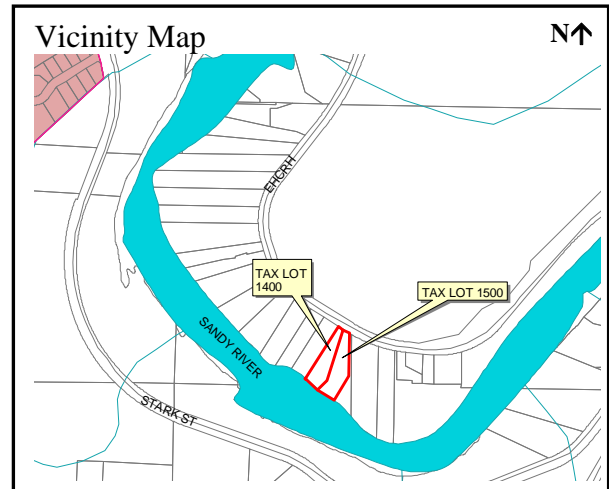 Vicinity Map
N↑
EHCRH
TAX LOT
1400
TAX LOT 1500
SANDY RIVER
STARK ST